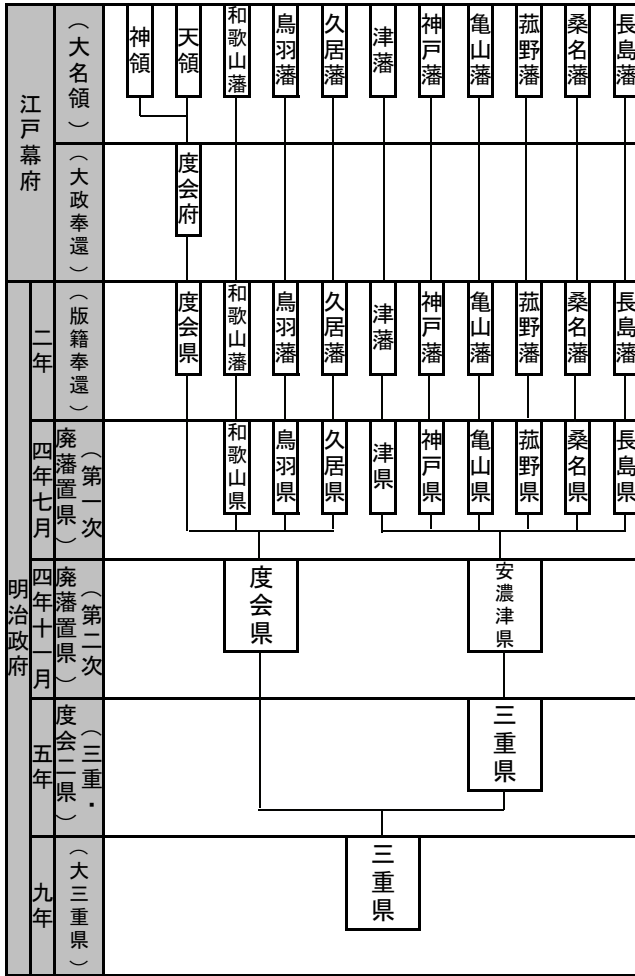 江戸幕府
（大名領）
神領
天領
和歌山藩
鳥羽藩
久居藩
津藩
神戸藩
亀山藩
菰野藩
桑名藩
長島藩
（大政奉還）
度会府
明治政府
二年
（版籍奉還）
度会県
和歌山藩
鳥羽藩
久居藩
津藩
神戸藩
亀山藩
菰野藩
桑名藩
長島藩
四年七月
（第一次
廃藩置県）
和歌山県
鳥羽県
久居県
津県
神戸県
亀山県
菰野県
桑名県
長島県
四年十一月
（第二次
廃藩置県）
度会県
安濃津県
五年
（三重・
度会二県）
三重県
九年
（大三重県）
三重県